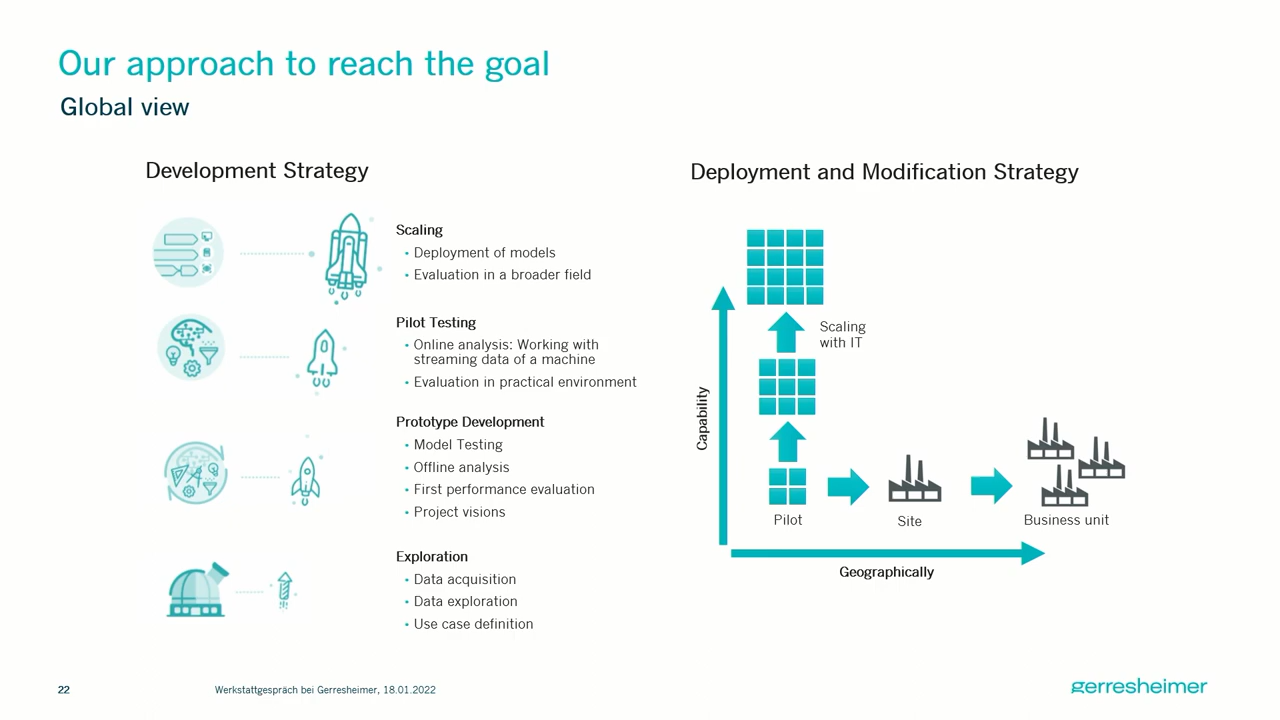 Our approach to reach the goal
Global view
Development Strategy
Scaling
• Deployment of models
• Evaluation in a broader field
Pilot Testing
• Online analysis: Working with
streaming data of a machine
• Evaluation in practical environment
Prototype Development
• Model Testing
• Offline analysis
• First performance evaluation
• Project visions
Exploration
• Data acquisition
• Data exploration
• Use case definition
Deployment and Modification Strategy
Capability
Scaling
with IT
Pilot
Site
Business unit
Geographically
22
Werkstattgespräch bei Gerresheimer, 18.01.2022
gerresheimer